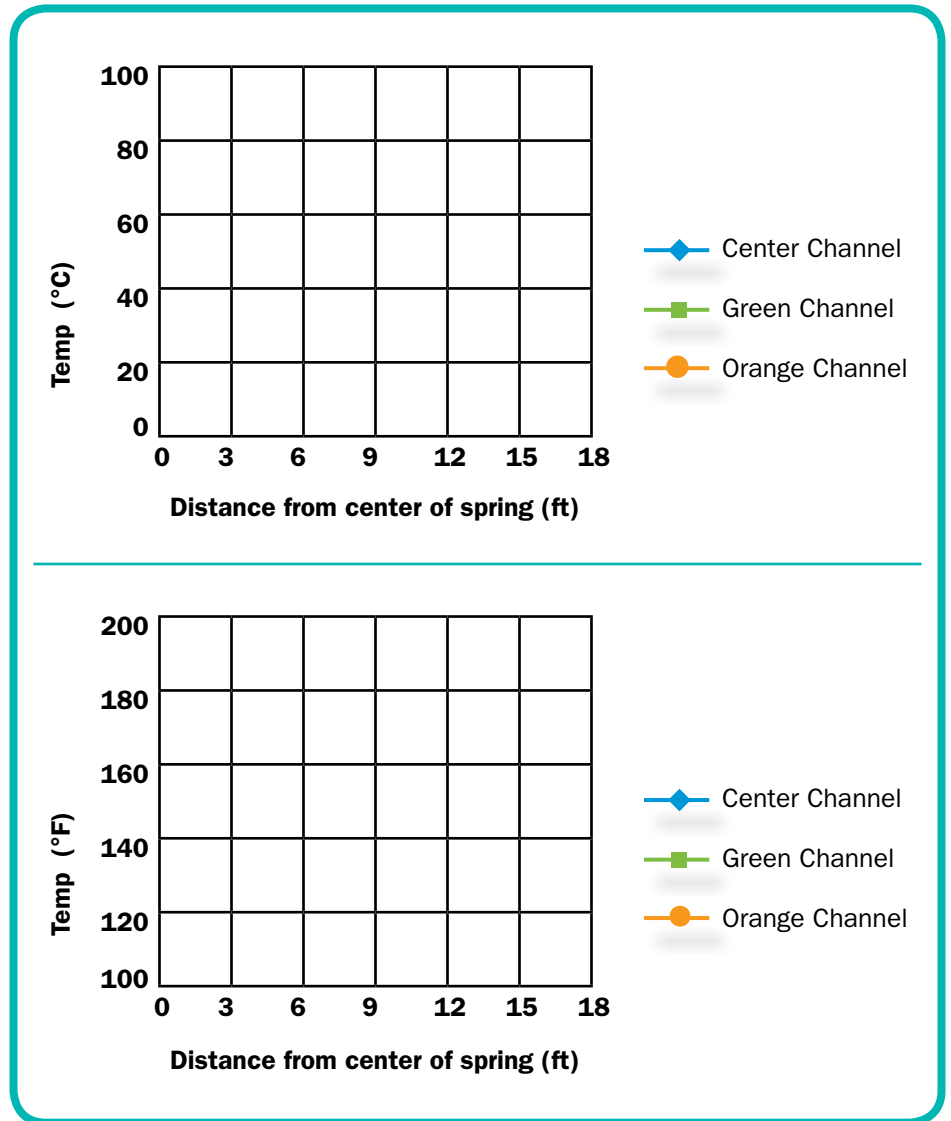 100
80
60
40
20
0
Temp (°C)
0 3 6 9 12 15 18
Distance from center of spring (ft)
Center Channel
Green Channel
Orange Channel
200
180
160
140
120
100
Temp (°F)
0 3 6 9 12 15 18
Distance from center of spring (ft)
Center Channel
Green Channel
Orange Channel